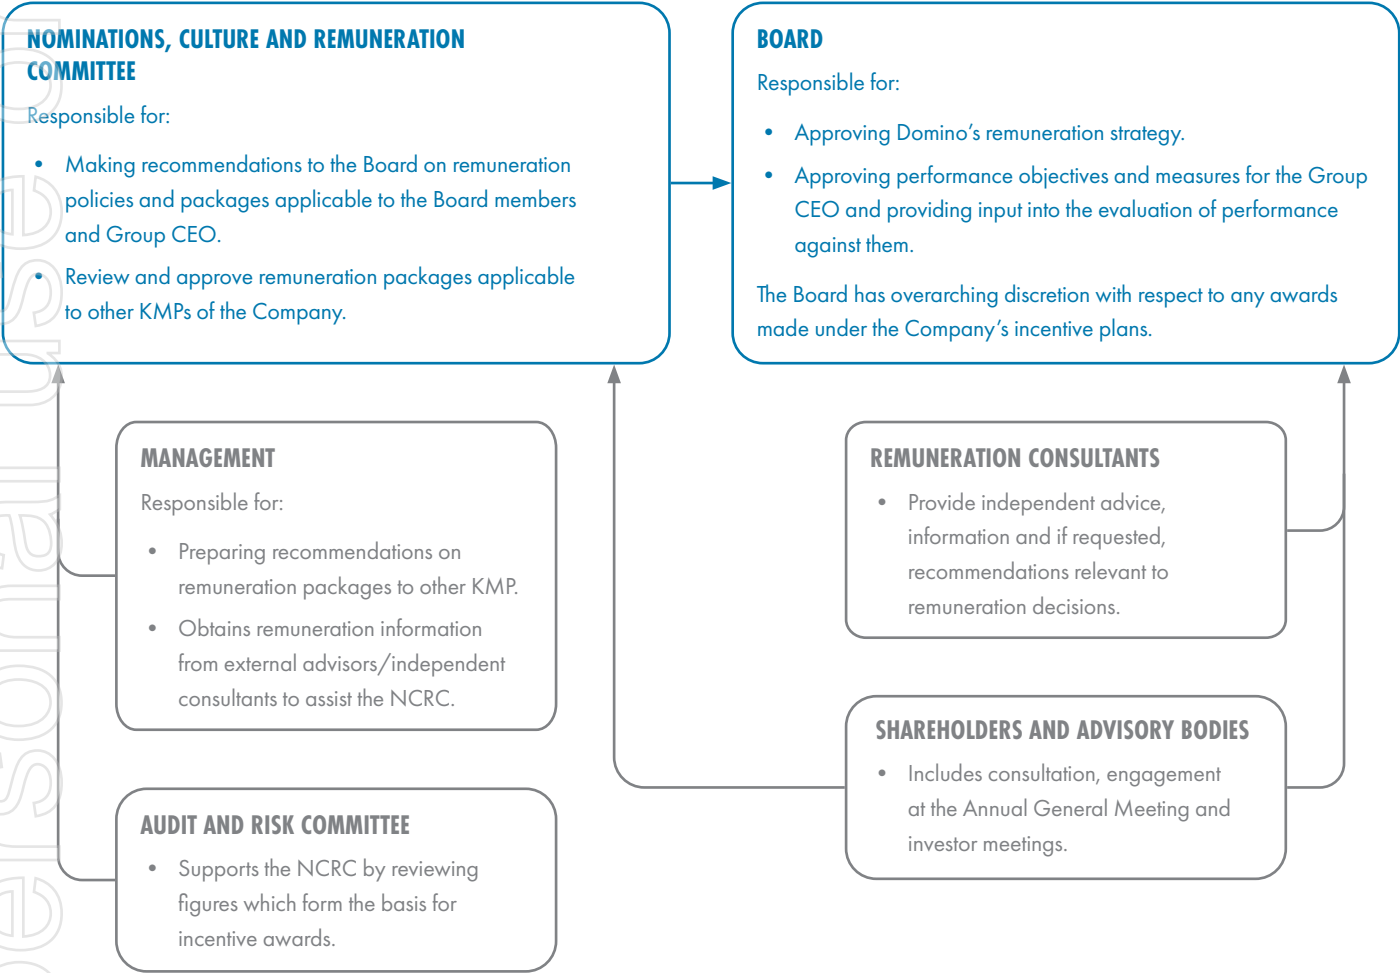 NOMINATIONS, CULTURE AND REMUNERATION
COMMITTEE
Responsible for:
• Making recommendations to the Board on remuneration
policies and packages applicable to the Board members
and Group CEO.
• Review and approve remuneration packages applicable
to other KMPs of the Company.
BOARD
Responsible for:
• Approving Domino’s remuneration strategy.
• Approving performance objectives and measures for the Group
CEO and providing input into the evaluation of performance
against them.
The Board has overarching discretion with respect to any awards
made under the Company’s incentive plans.
MANAGEMENT
Responsible for:
• Preparing recommendations on
remuneration packages to other KMP.
• Obtains remuneration information
from external advisors/independent
consultants to assist the NCRC.
AUDIT AND RISK COMMITTEE
• Supports the NCRC by reviewing
figures which form the basis for
incentive awards.
REMUNERATION CONSULTANTS
• Provide independent advice,
information and if requested,
recommendations relevant to
remuneration decisions.
SHAREHOLDERS AND ADVISORY BODIES
• Includes consultation, engagement
at the Annual General Meeting and
investor meetings.
personal use